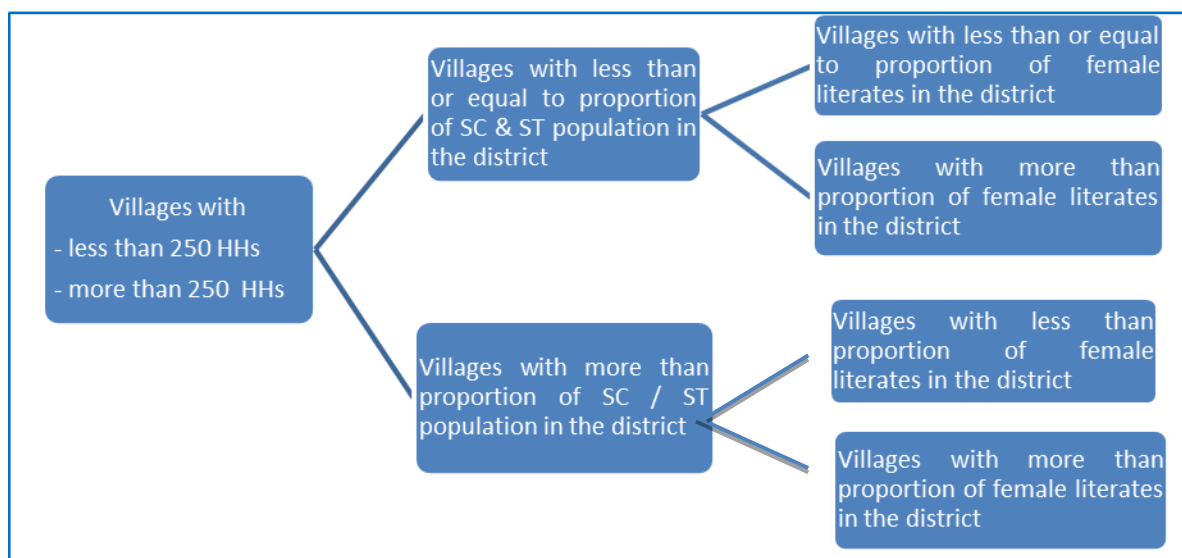 Villages with
- less than 250 HHs
- more than 250 HHs
Villages with less than
or equal to proportion
of SC & ST population in
the district
Villages with less than or equal
to proportion of female
literates in the district
Villages with more than
proportion of female literates
in the district
Villages with more than
proportion of SC / ST
population in the district
Villages with less than
proportion of female
literates in the district
Villages with more than
proportion of female literates
in the district